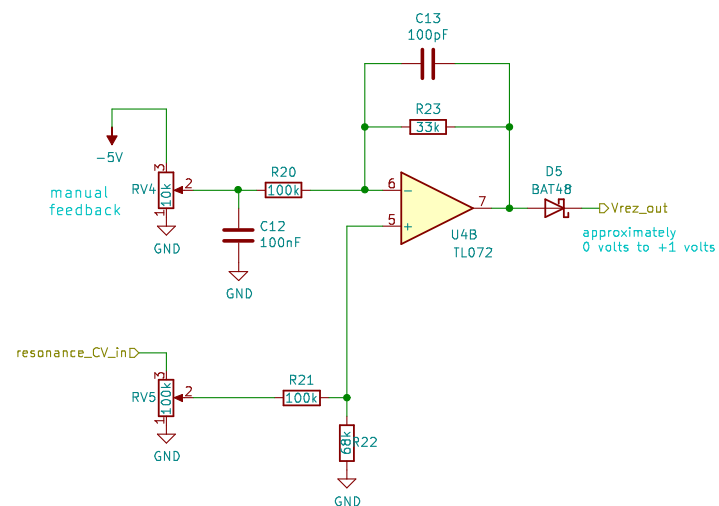 C13
100pF
R23
33k
-5V
3
RV4
10k
2
1
GND
manual
feedback
R20
100k
C12
100nF
GND
6
5
7
U4B
TL072
D5
BAT48
Vrez_out
approximately
0 volts to +1 volts
resonance_CV_in
3
RV5
100k
2
1
GND
R21
100k
68k
R22
GND